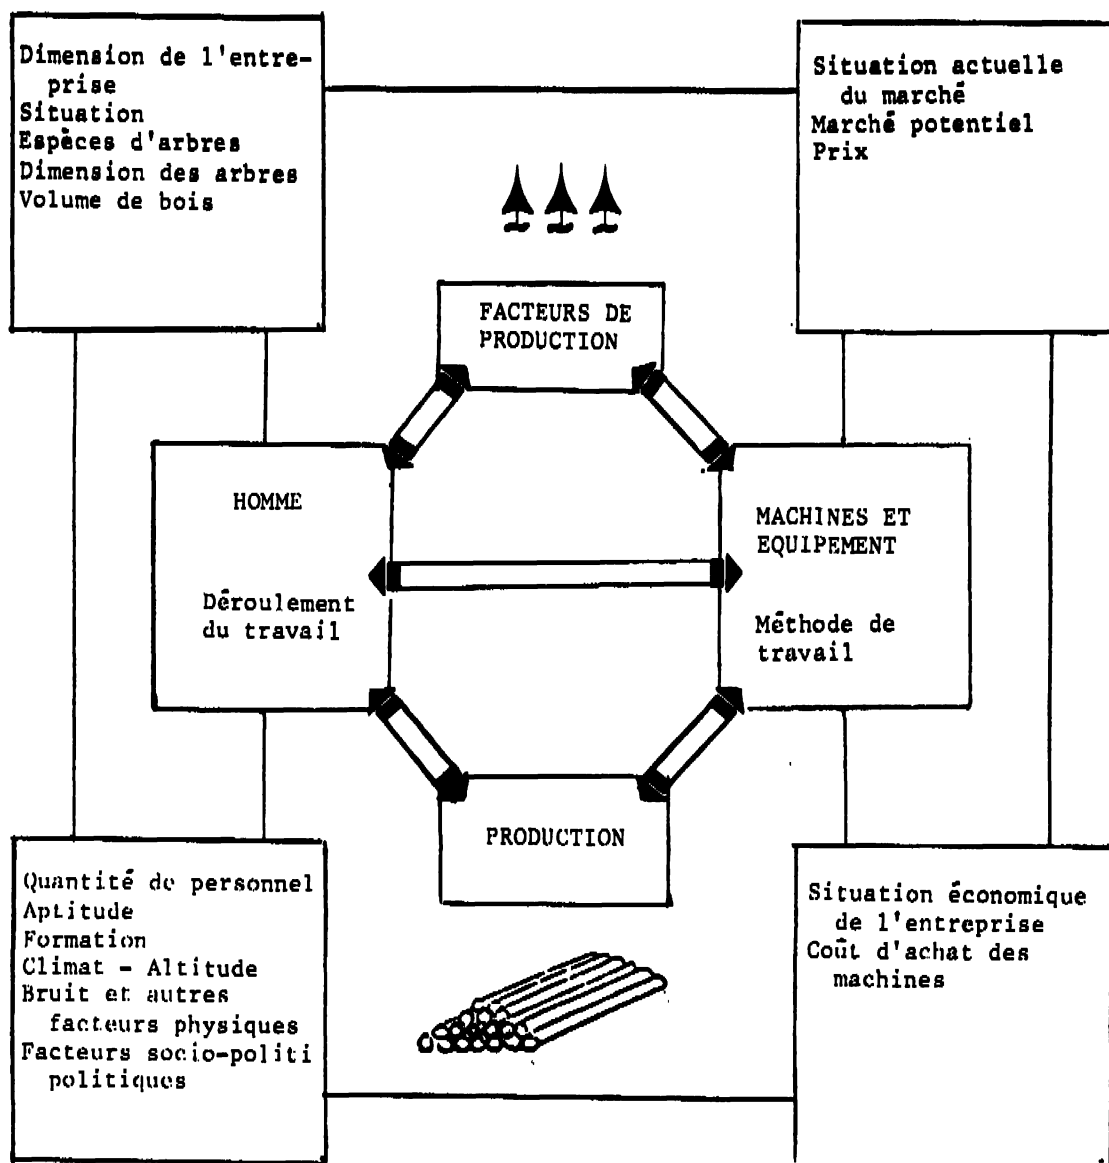 Dimension de l'entre-
prise
Situation
Espèces d'arbres
Dimension des arbres
Volume de bois
Situation actuelle
du marché
Marché potentiel
Prix
FACTEURS DE
PRODUCTION
HOMME
Déroulement
du travail
MACHINES ET
EQUIPEMENT
Méthode de
travail
PRODUCTION
Quantité de personnel
Aptitude
Formation
Climat - Altitude
Bruit et autres
facteurs physiques
Facteurs socio-politi
politiques
Situation économique
de l'entreprise
Coût d'achat des
machines